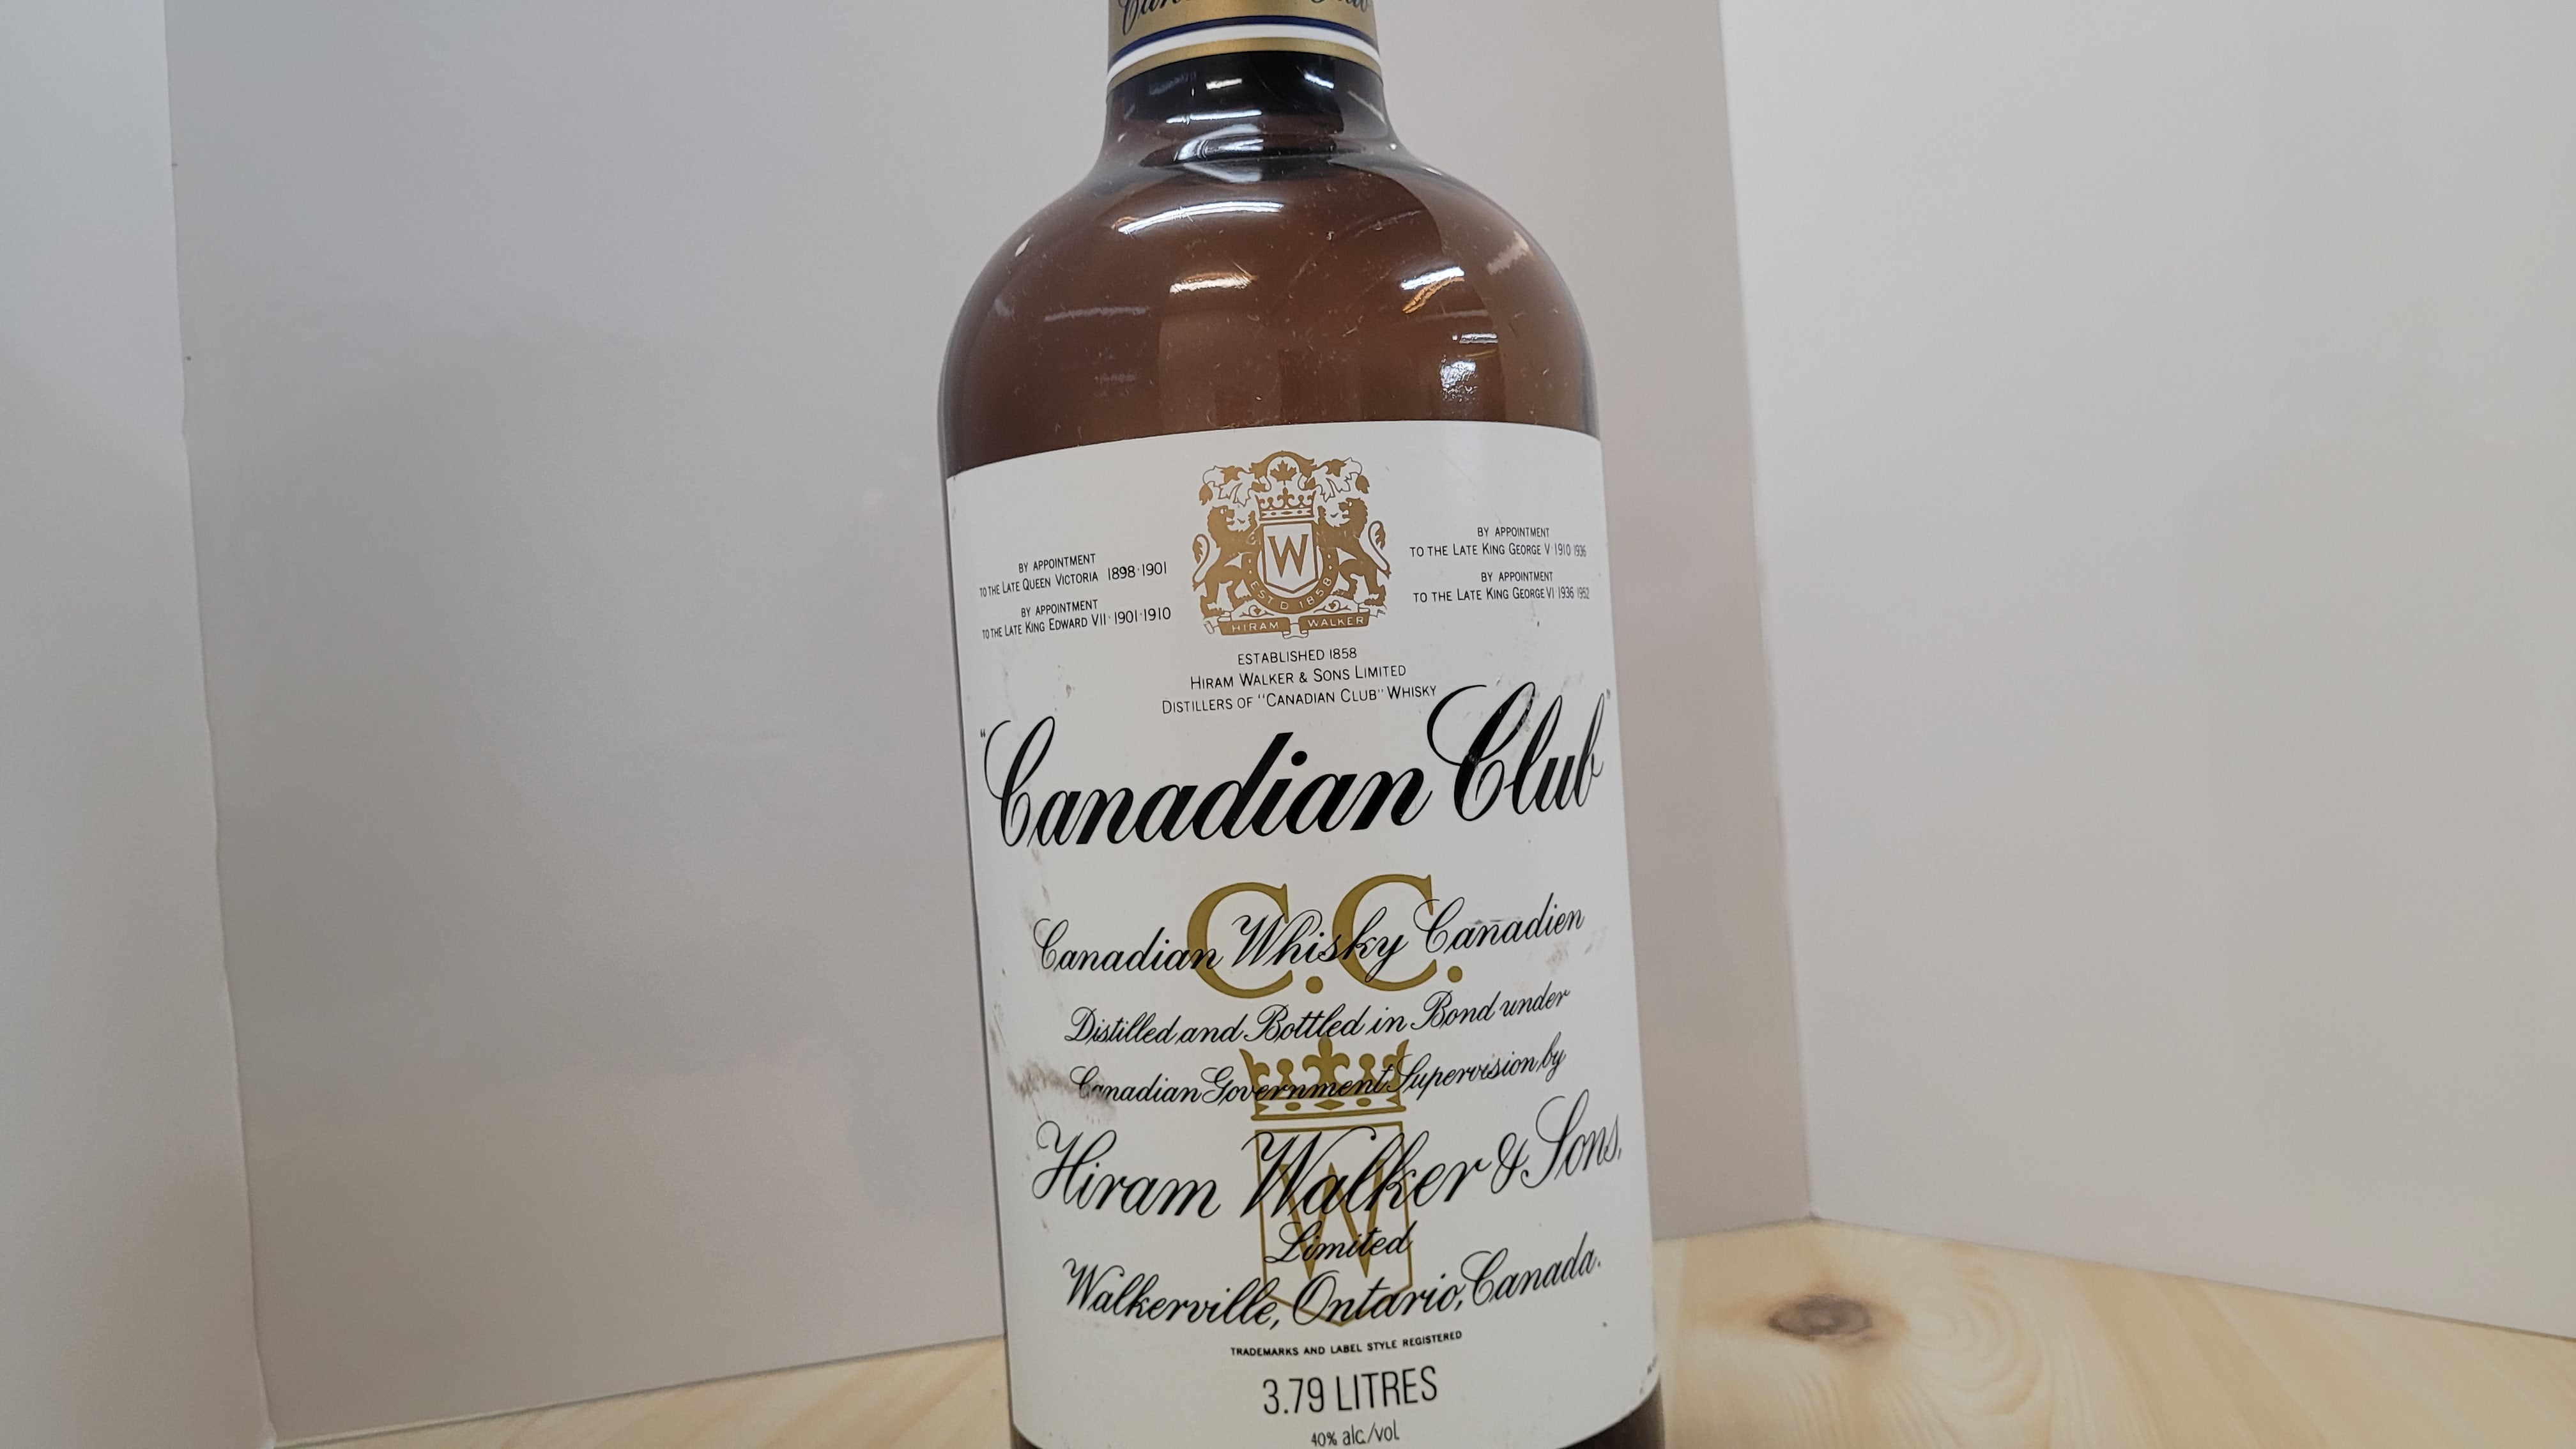 W
EST'D 1858
HIRAM WALKER
BY APPOINTMENT
TO THE LATE QUEEN VICTORIA 1898·1901
BY APPOINTMENT
TO THE LATE KING EDWARD VII·1901·1910
BY APPOINTMENT
TO THE LATE KING GEORGE V·1910 1936
BY APPOINTMENT
TO THE LATE KING GEORGE VI 1936 1952
ESTABLISHED 1858
HIRAM WALKER & SONS LIMITED
DISTILLERS OF "CANADIAN CLUB" WHISKY
"Canadian Club"
C.C.
Canadian Whisky Canadien
Distilled and Bottled in Bond under
Canadian Government Supervision by
Hiram Walker & Sons,
W
Limited
Walkerville, Ontario, Canada.
TRADEMARKS AND LABEL STYLE REGISTERED
3.79 LITRES
40% alc./vol.